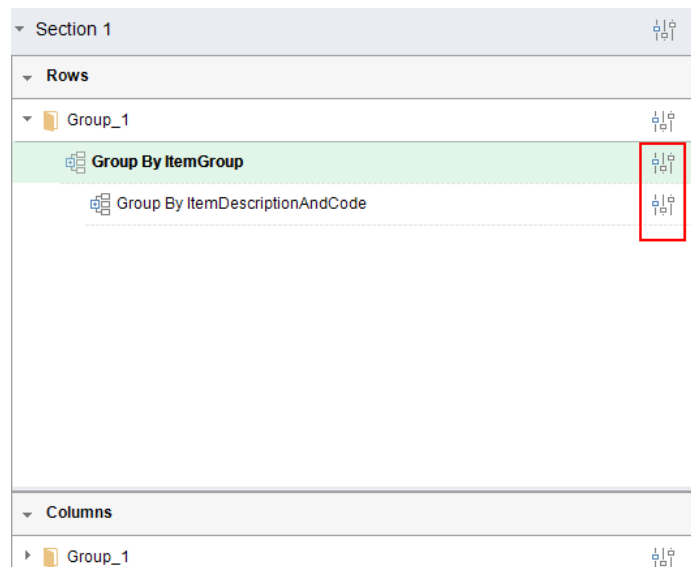 Section 1
Rows
Group_1
Group By ItemGroup
Group By ItemDescriptionAndCode
Columns
Group_1